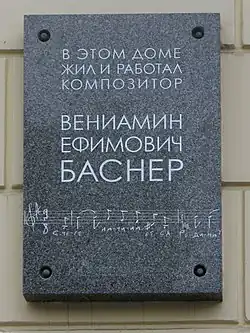 В ЭТОМ ДОМЕ
ЖИЛ И РАБОТАЛ
КОМПОЗИТОР
ВЕНИАМИН
ЕФИМОВИЧ
БАСНЕР